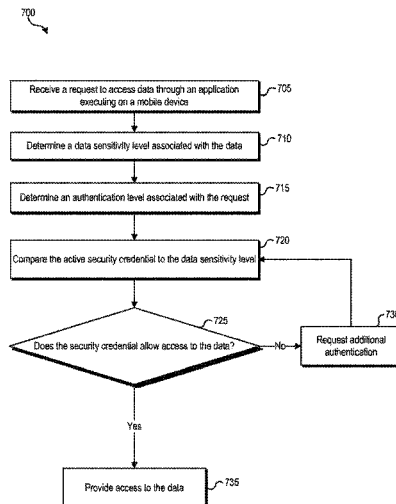 700
Receive a request to access data through an application
executing on a mobile device
705
Determine a data sensitivity level associated with the data
710
Determine an authentication level associated with the request
715
720
Compare the active security credential to the data sensitivity level
725
Does the security credential allow access to the data?
No
730
Request additional
authentication
Yes
Provide access to the data
735